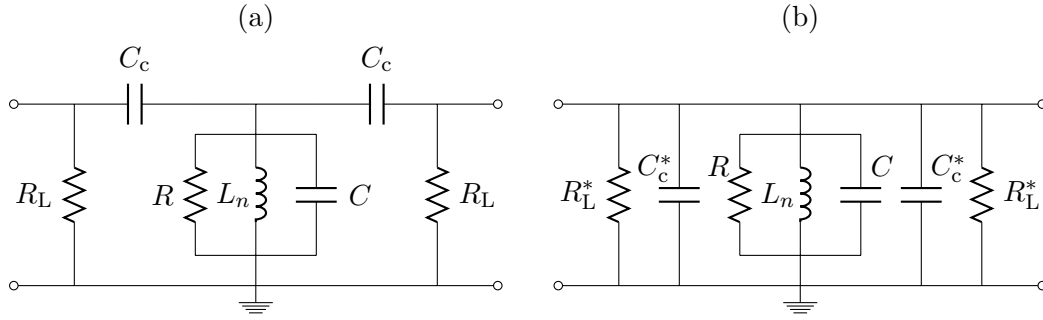 (a)
(b)
C_c
C_c
R_L
R
L_n
C
R_L
R_L^*
C_c^*
R
L_n
C
C_c^*
R_L^*